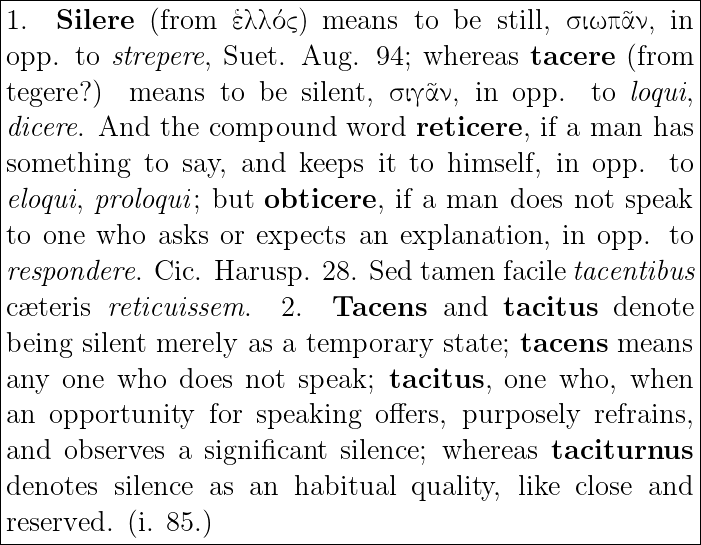 1. Silere (from ἑλλός) means to be still, σιωπᾶν, in
opp. to strepere, Suet. Aug. 94; whereas tacere (from
tegere?) means to be silent, σιγᾶν, in opp. to loqui,
dicere. And the compound word reticere, if a man has
something to say, and keeps it to himself, in opp. to
eloqui, proloqui; but obticere, if a man does not speak
to one who asks or expects an explanation, in opp. to
respondere. Cic. Harusp. 28. Sed tamen facile tacentibus
cæteris reticuissem. 2. Tacens and tacitus denote
being silent merely as a temporary state; tacens means
any one who does not speak; tacitus, one who, when
an opportunity for speaking offers, purposely refrains,
and observes a significant silence; whereas taciturnus
denotes silence as an habitual quality, like close and
reserved. (i. 85.)